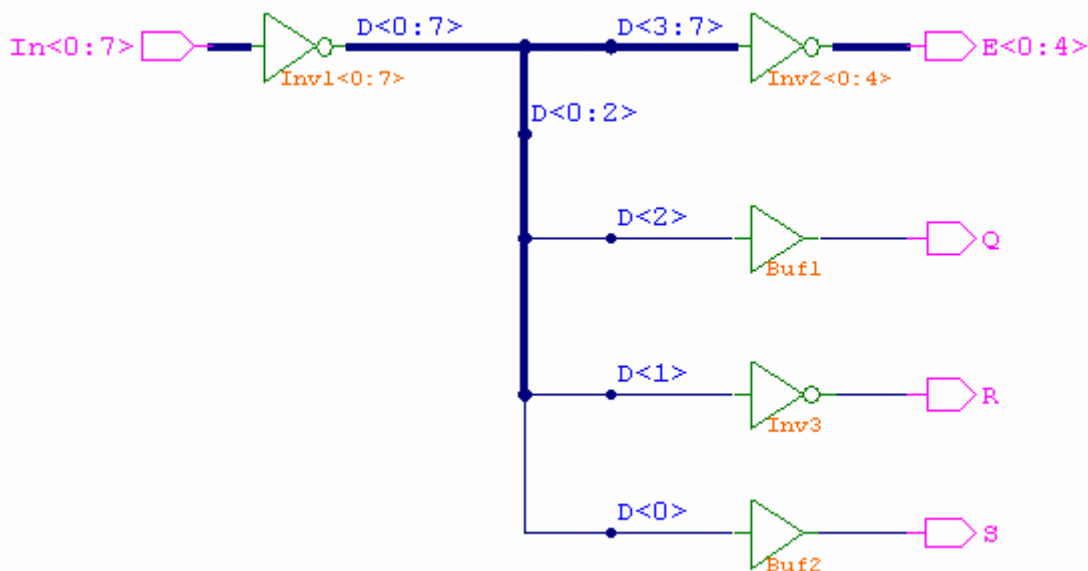 In<0:7> D<0:7> D<3:7> E<0:4>
Inv1<0:7> Inv2<0:4>
D<0:2>
D<2>
Buf1 Q
D<1>
Inv3 R
D<0>
Buf2 S